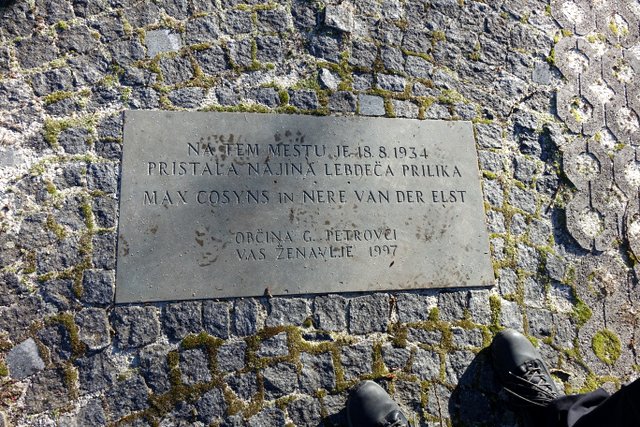 NA TEM MESTU JE 18. 8. 1934
PRISTALA NAJINA LEBDEČA PRILIKA
MAX COSYNS in NERE VAN DER ELST
OBČINA G. PETROVCI
VAS ŽENAVLJE 1997